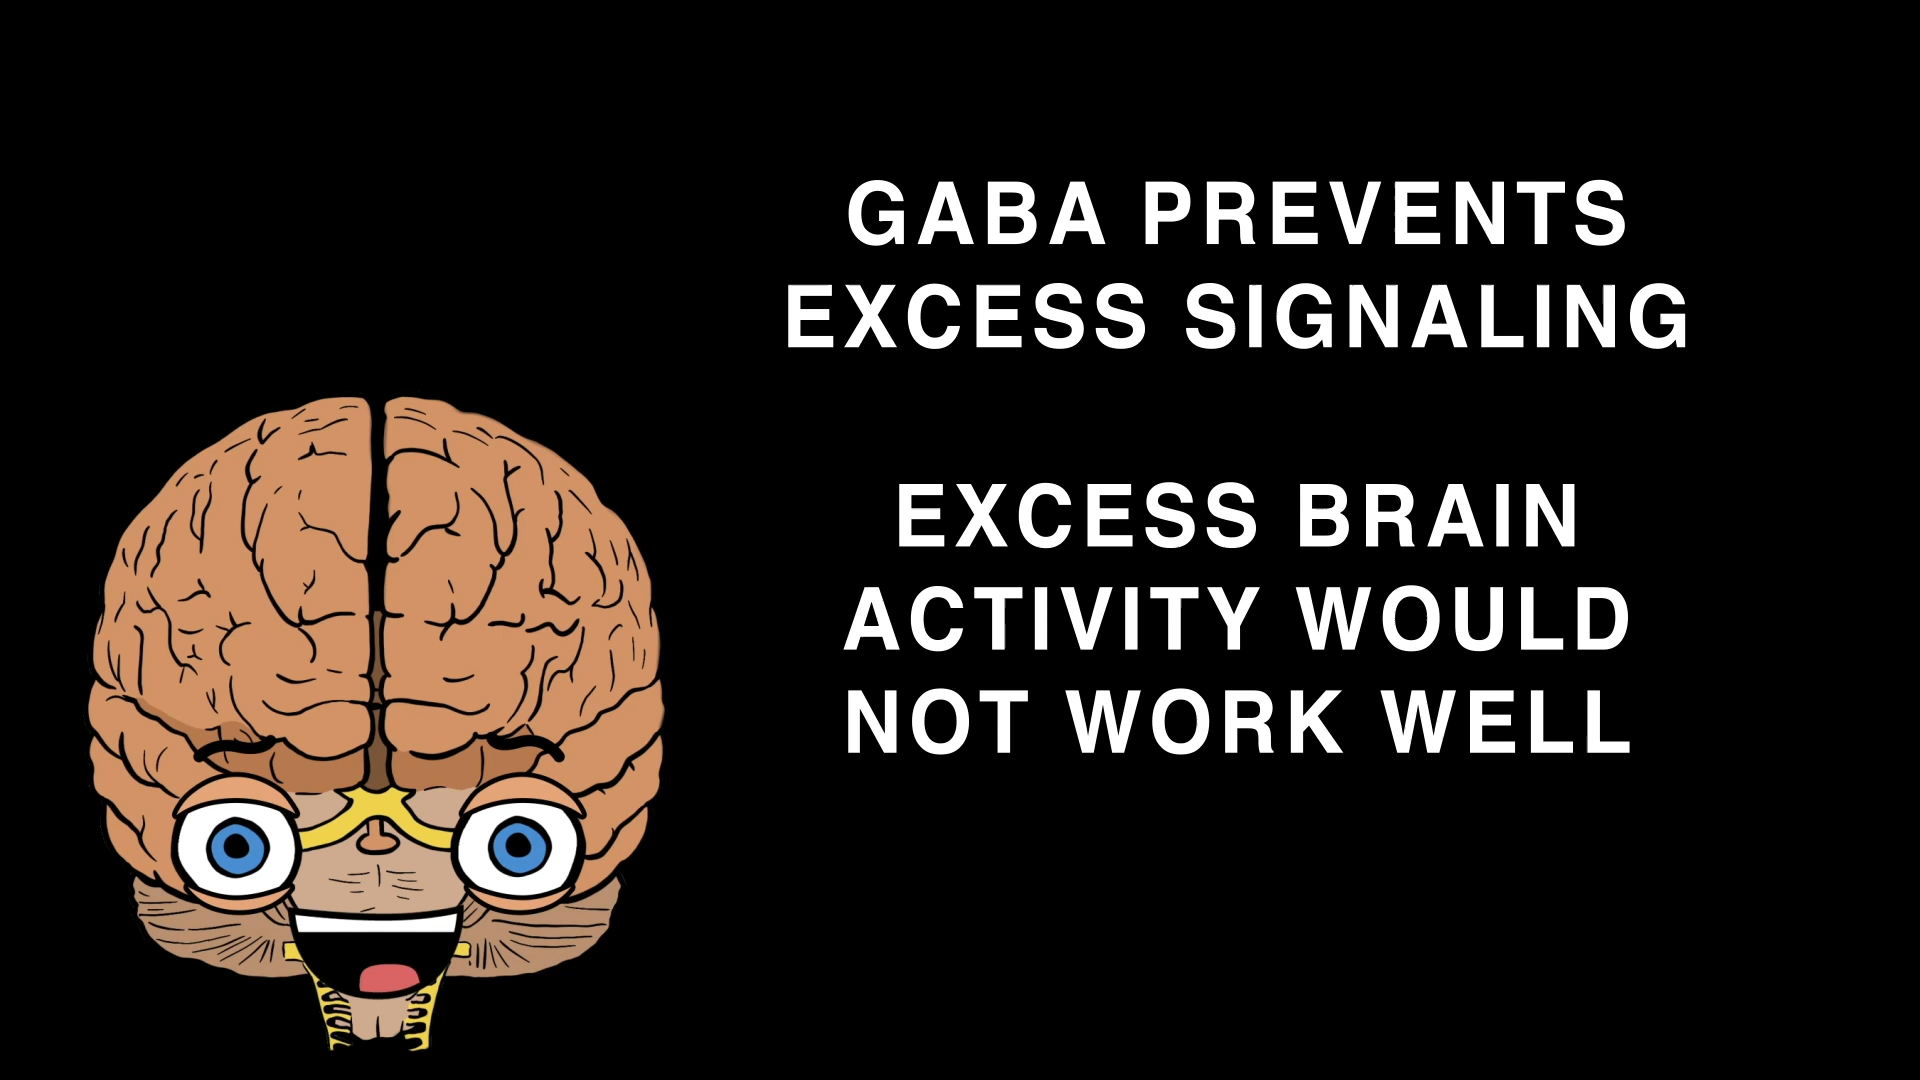 GABA PREVENTS
EXCESS SIGNALING
EXCESS BRAIN
ACTIVITY WOULD
NOT WORK WELL